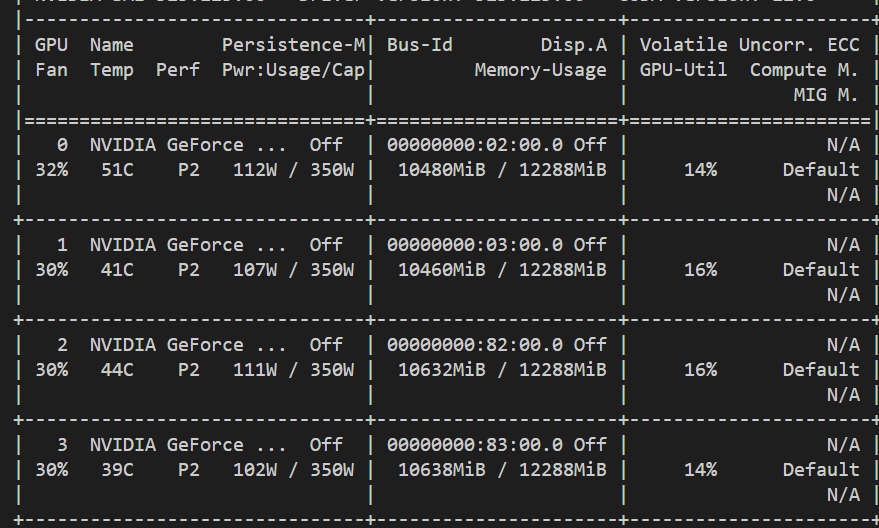 |-------------------------------+----------------------+----------------------+
| GPU  Name        Persistence-M| Bus-Id        Disp.A | Volatile Uncorr. ECC |
| Fan  Temp  Perf  Pwr:Usage/Cap|         Memory-Usage | GPU-Util  Compute M. |
|                               |                      |               MIG M. |
|===============================+======================+======================|
|   0  NVIDIA GeForce ...  Off  | 00000000:02:00.0 Off |                  N/A |
| 32%   51C    P2   112W / 350W |  10480MiB / 12288MiB |     14%      Default |
|                               |                      |                  N/A |
+-------------------------------+----------------------+----------------------+
|   1  NVIDIA GeForce ...  Off  | 00000000:03:00.0 Off |                  N/A |
| 30%   41C    P2   107W / 350W |  10460MiB / 12288MiB |     16%      Default |
|                               |                      |                  N/A |
+-------------------------------+----------------------+----------------------+
|   2  NVIDIA GeForce ...  Off  | 00000000:82:00.0 Off |                  N/A |
| 30%   44C    P2   111W / 350W |  10632MiB / 12288MiB |     16%      Default |
|                               |                      |                  N/A |
+-------------------------------+----------------------+----------------------+
|   3  NVIDIA GeForce ...  Off  | 00000000:83:00.0 Off |                  N/A |
| 30%   39C    P2   102W / 350W |  10638MiB / 12288MiB |     14%      Default |
|                               |                      |                  N/A |
+-------------------------------+----------------------+----------------------+